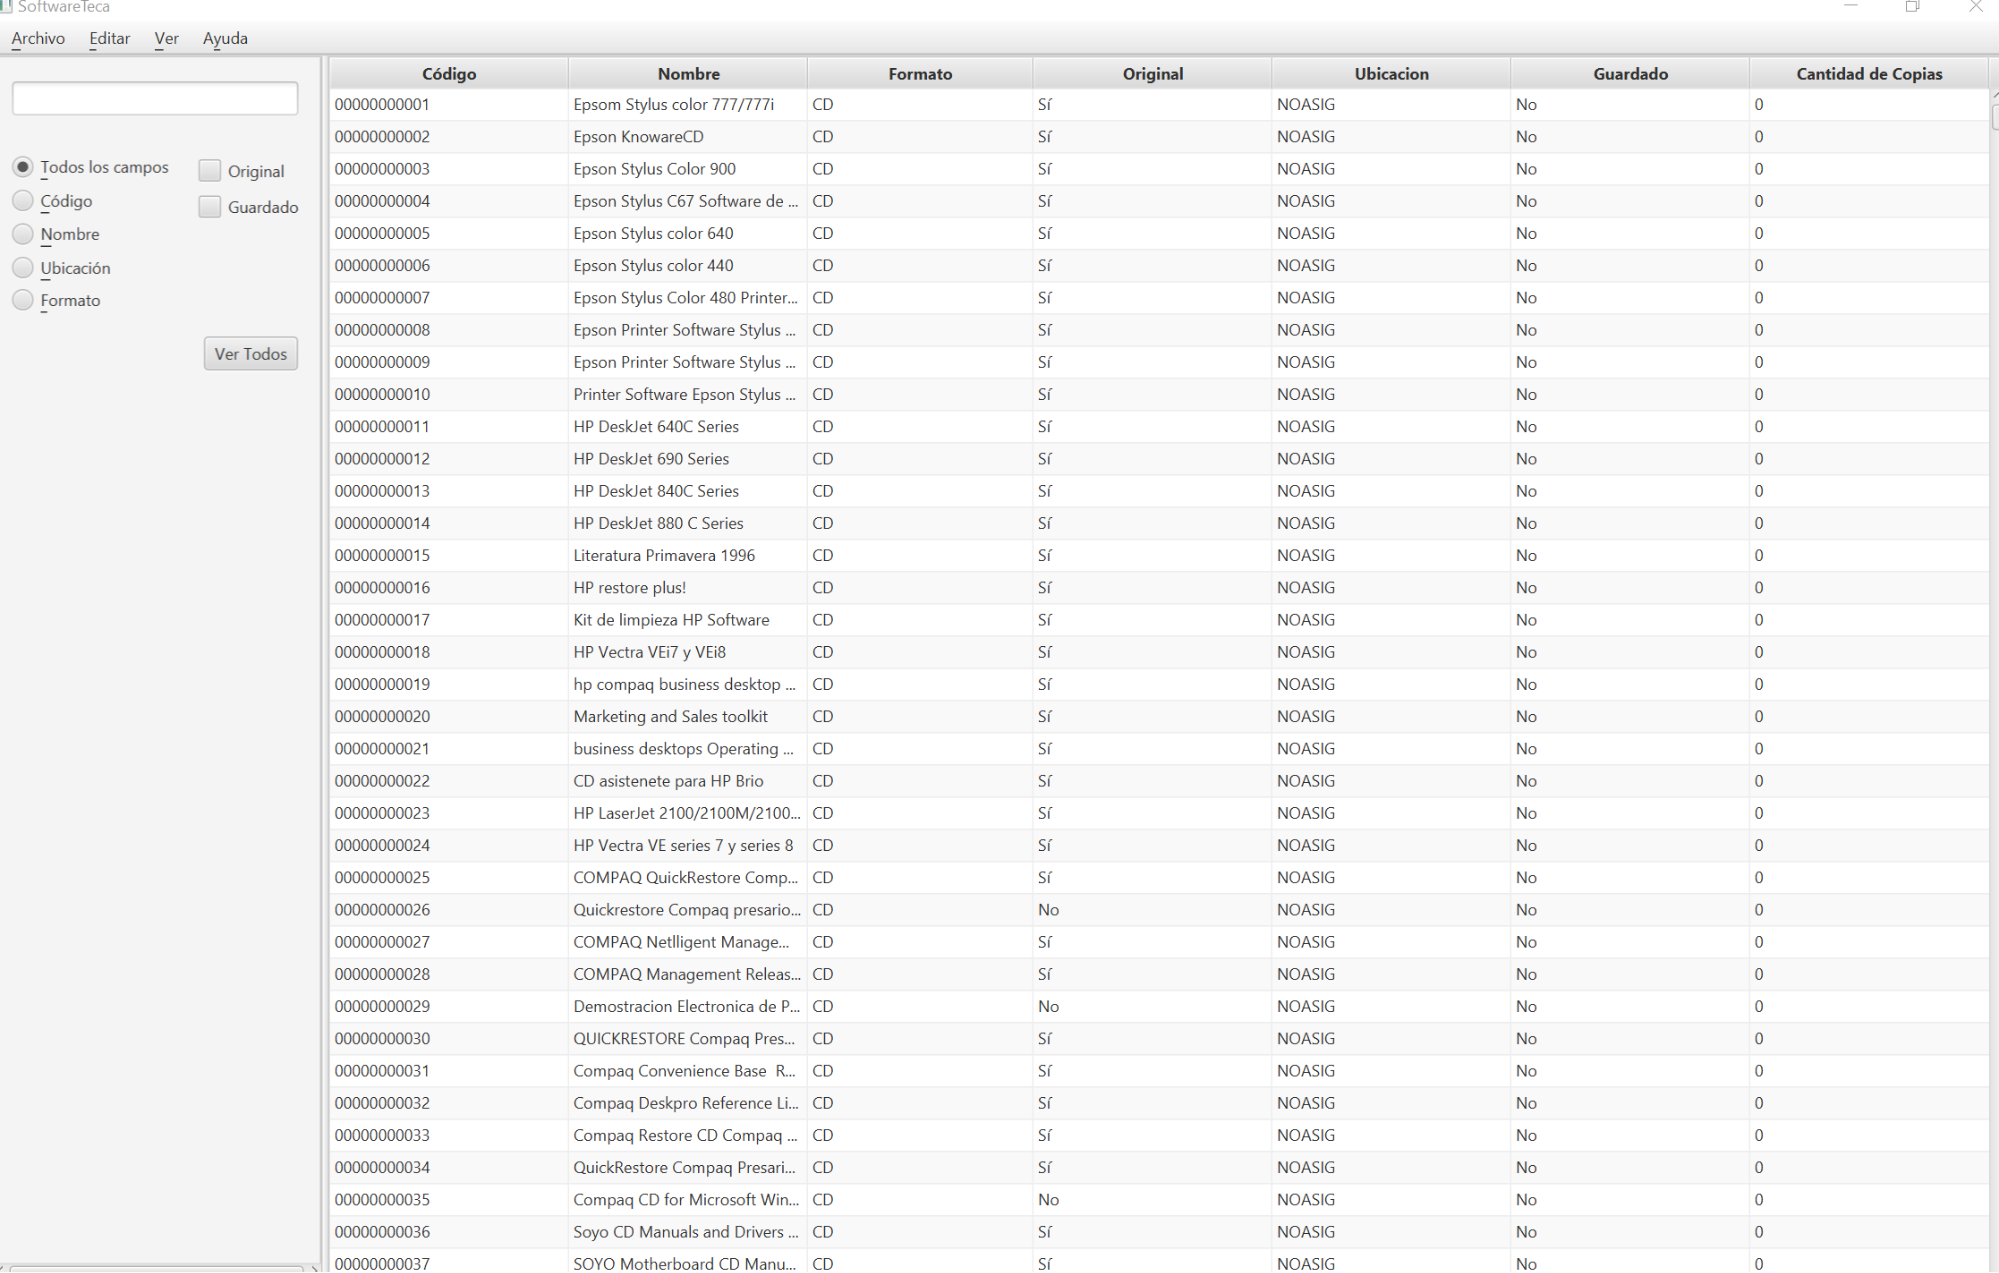 SoftwareTeca
Archivo Editar Ver Ayuda
Todos los campos
Código
Nombre
Ubicación
Formato
Original
Guardado
Ver Todos
Código Nombre Formato Original Ubicacion Guardado Cantidad de Copias
00000000001 Epsom Stylus color 777/777i CD Sí NOASIG No 0
00000000002 Epson KnowareCD CD Sí NOASIG No 0
00000000003 Epson Stylus Color 900 CD Sí NOASIG No 0
00000000004 Epson Stylus C67 Software de ... CD Sí NOASIG No 0
00000000005 Epson Stylus color 640 CD Sí NOASIG No 0
00000000006 Epson Stylus color 440 CD Sí NOASIG No 0
00000000007 Epson Stylus Color 480 Printer... CD Sí NOASIG No 0
00000000008 Epson Printer Software Stylus ... CD Sí NOASIG No 0
00000000009 Epson Printer Software Stylus ... CD Sí NOASIG No 0
00000000010 Printer Software Epson Stylus ... CD Sí NOASIG No 0
00000000011 HP DeskJet 640C Series CD Sí NOASIG No 0
00000000012 HP DeskJet 690 Series CD Sí NOASIG No 0
00000000013 HP DeskJet 840C Series CD Sí NOASIG No 0
00000000014 HP DeskJet 880 C Series CD Sí NOASIG No 0
00000000015 Literatura Primavera 1996 CD Sí NOASIG No 0
00000000016 HP restore plus! CD Sí NOASIG No 0
00000000017 Kit de limpieza HP Software CD Sí NOASIG No 0
00000000018 HP Vectra VEi7 y VEi8 CD Sí NOASIG No 0
00000000019 hp compaq business desktop ... CD Sí NOASIG No 0
00000000020 Marketing and Sales toolkit CD Sí NOASIG No 0
00000000021 business desktops Operating ... CD Sí NOASIG No 0
00000000022 CD asistenete para HP Brio CD Sí NOASIG No 0
00000000023 HP LaserJet 2100/2100M/2100... CD Sí NOASIG No 0
00000000024 HP Vectra VE series 7 y series 8 CD Sí NOASIG No 0
00000000025 COMPAQ QuickRestore Comp... CD Sí NOASIG No 0
00000000026 Quickrestore Compaq presario... CD No NOASIG No 0
00000000027 COMPAQ Netlligent Manage... CD Sí NOASIG No 0
00000000028 COMPAQ Management Releas... CD Sí NOASIG No 0
00000000029 Demostracion Electronica de P... CD No NOASIG No 0
00000000030 QUICKRESTORE Compaq Pres... CD Sí NOASIG No 0
00000000031 Compaq Convenience Base R... CD Sí NOASIG No 0
00000000032 Compaq Deskpro Reference Li... CD Sí NOASIG No 0
00000000033 Compaq Restore CD Compaq ... CD Sí NOASIG No 0
00000000034 QuickRestore Compaq Presari... CD Sí NOASIG No 0
00000000035 Compaq CD for Microsoft Win... CD No NOASIG No 0
00000000036 Soyo CD Manuals and Drivers ... CD Sí NOASIG No 0
00000000037 SOYO Motherboard CD Manu... CD Sí NOASIG No 0